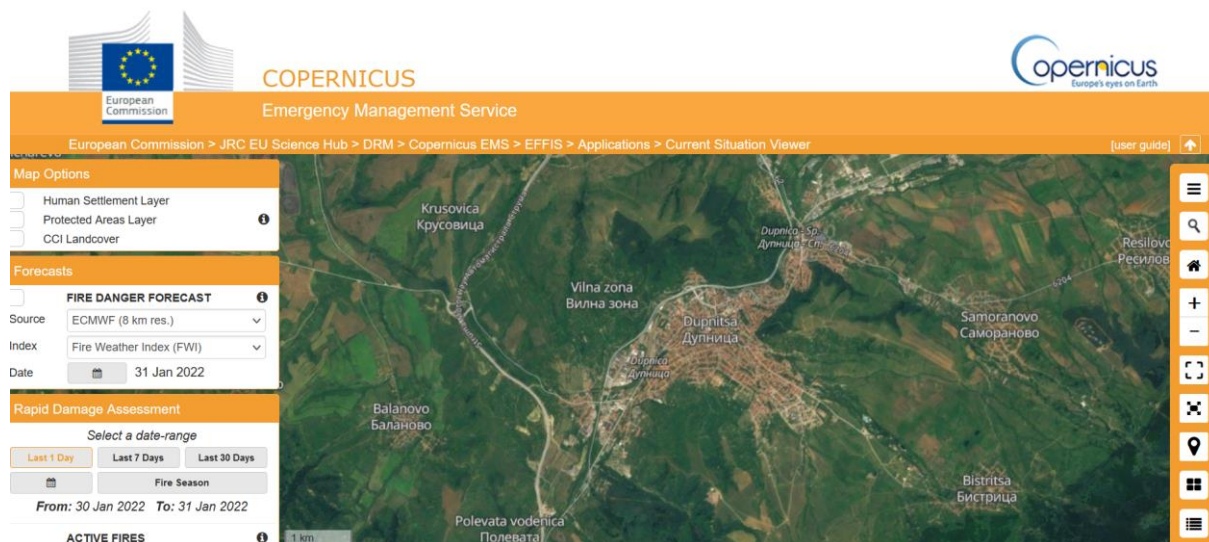 European
Commission
COPERNICUS
Emergency Management Service
Copernicus
Europe's eyes on Earth
European Commission > JRC EU Science Hub > DRM > Copernicus EMS > EFFIS > Applications > Current Situation Viewer
[user guide]
Map Options
Human Settlement Layer
Protected Areas Layer
CCI Landcover
Forecasts
FIRE DANGER FORECAST
Source
ECMWF (8 km res.)
Index
Fire Weather Index (FWI)
Date
31 Jan 2022
Rapid Damage Assessment
Select a date-range
Last 1 Day Last 7 Days Last 30 Days
Fire Season
From: 30 Jan 2022 To: 31 Jan 2022
ACTIVE FIRES
1 km
Krusovica
Крусовица
Dupnica - Sp.
Дупница - Сп.
Resilovo
Ресилов
6204
Vilna zona
Вилна зона
Dupnitsa
Дупница
Samoranovo
Самораново
Dupnica
Дупница
Balanovo
Баланово
Bistritsa
Бистрица
Polevata vodenica
Полевата